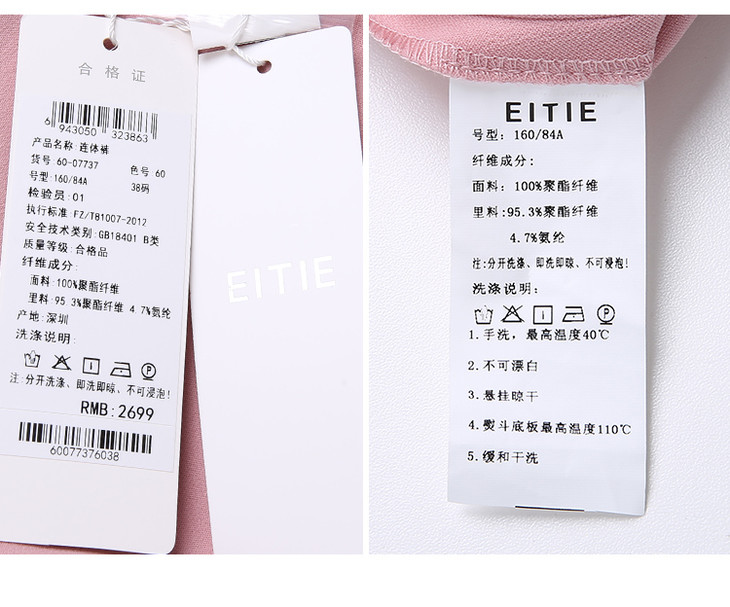 合格证
6 943050 323863
产品名称:连体裤
货号:60-07737 色号:60
号型:160/84A 38码
检验员:01
执行标准:FZ/T81007-2012
安全技术类别:GB18401 B类
质量等级:合格品
纤维成分:
面料:100%聚酯纤维
里料:95.3%聚酯纤维 4.7%氨纶
产地:深圳
洗涤说明:
注:分开洗涤、即洗即晾、不可浸泡!
RMB:2699
60077376038
EITIE
EITIE
号型: 160/84A
纤维成分:
面料: 100%聚酯纤维
里料:95.3%聚酯纤维
4.7%氨纶
注:分开洗涤、即洗即晾、不可浸泡!
洗涤说明:
1.手洗, 最高温度40℃
2.不可漂白
3.悬挂晾干
4.熨斗底板最高温度110℃
5.缓和干洗